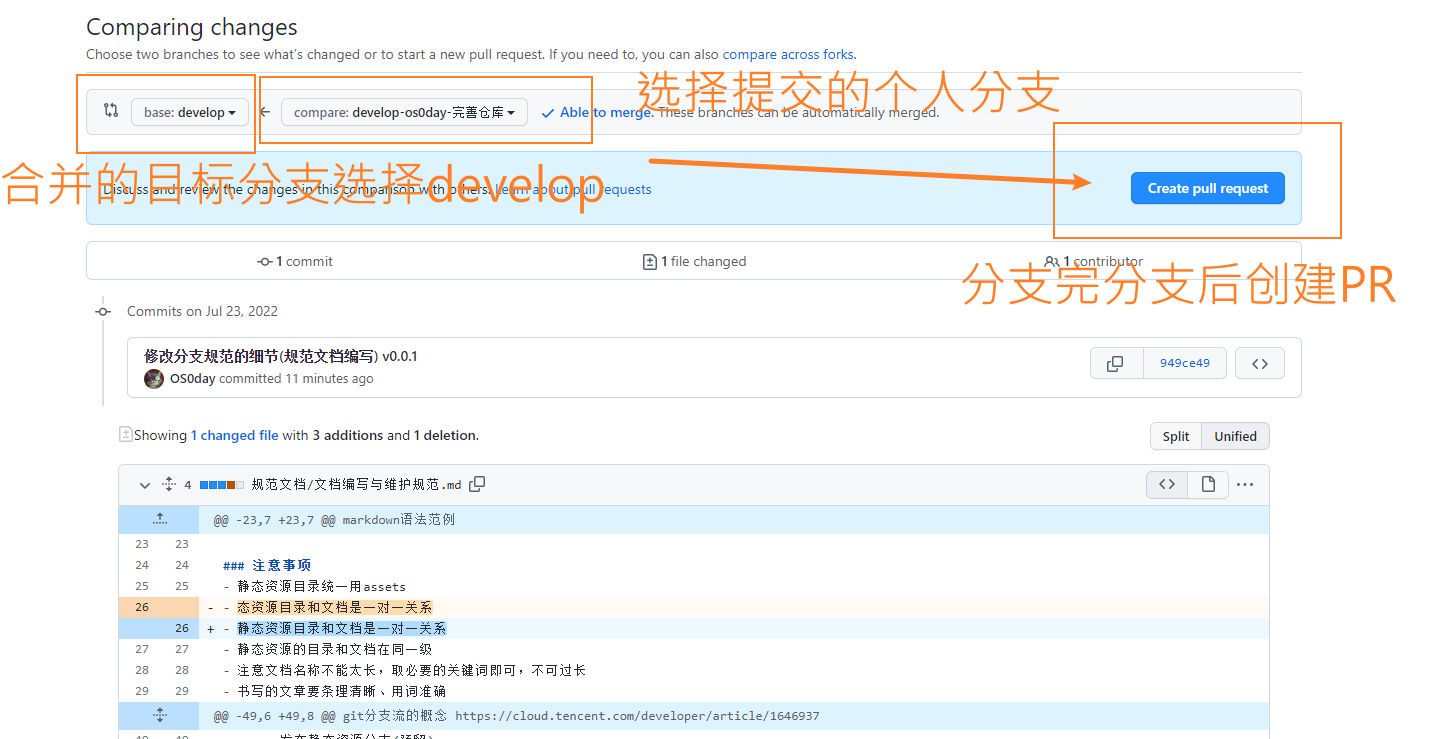 Comparing changes
Choose two branches to see what's changed or to start a new pull request. If you need to, you can also compare across forks.
选择提交的个人分支
base: develop
compare: develop-os0day-完善仓库
Able to merge. These branches can be automatically merged.
合并的目标分支选择develop
Discuss and review the changes in this comparison with others. Learn about pull requests
Create pull request
1 commit
1 file changed
1 contributor
分支完分支后创建PR
Commits on Jul 23, 2022
修改分支规范的细节(规范文档编写) v0.0.1
OS0day committed 11 minutes ago
949ce49
Showing 1 changed file with 3 additions and 1 deletion.
Split Unified
4 规范文档/文档编写与维护规范.md
@@ -23,7 +23,7 @@ markdown语法范例
23 23
24 24 ### 注意事项
25 25 - 静态资源目录统一用assets
26 - - 态资源目录和文档是一对一关系
26 + - 静态资源目录和文档是一对一关系
27 27 - 静态资源的目录和文档在同一级
28 28 - 注意文档名称不能太长，取必要的关键词即可，不可过长
29 29 - 书写的文章要条理清晰、用词准确
@@ -49,6 +49,8 @@ git分支流的概念 https://cloud.tencent.com/developer/article/1646937